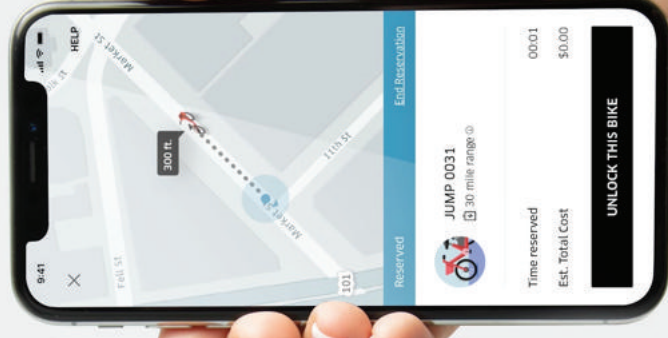 9:41
HELP
Fell St
Market St
300 ft.
Market St
11th St
101
Reserved
End Reservation
JUMP 0031
30 mile range
Time reserved
00:01
Est. Total Cost
$0.00
UNLOCK THIS BIKE